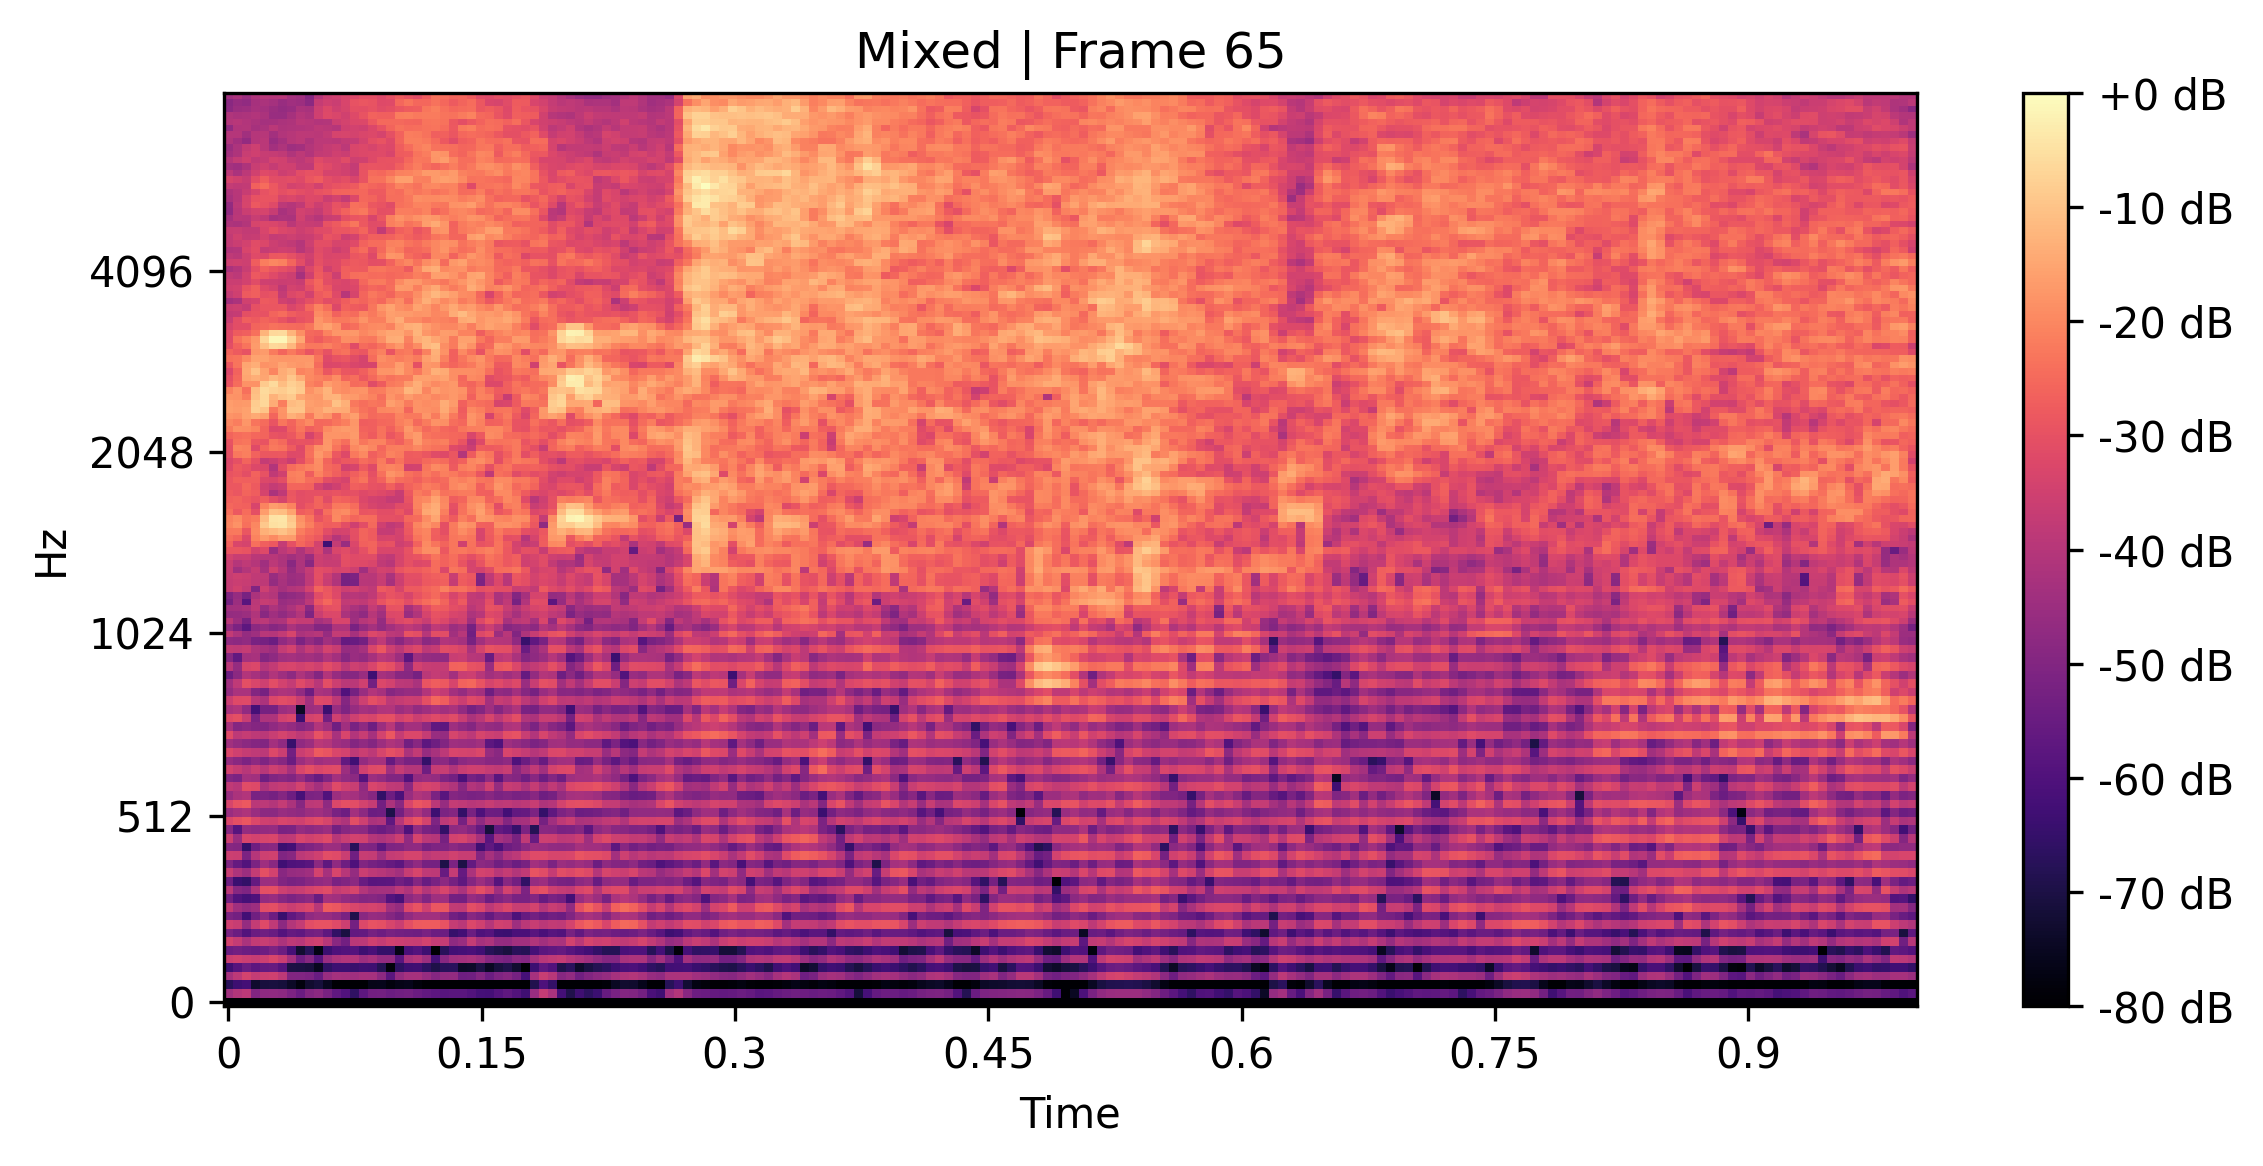 Mixed | Frame 65
+0 dB
-10 dB
-20 dB
-30 dB
-40 dB
-50 dB
-60 dB
-70 dB
-80 dB
4096
2048
1024
512
0
Hz
0 0.15 0.3 0.45 0.6 0.75 0.9
Time